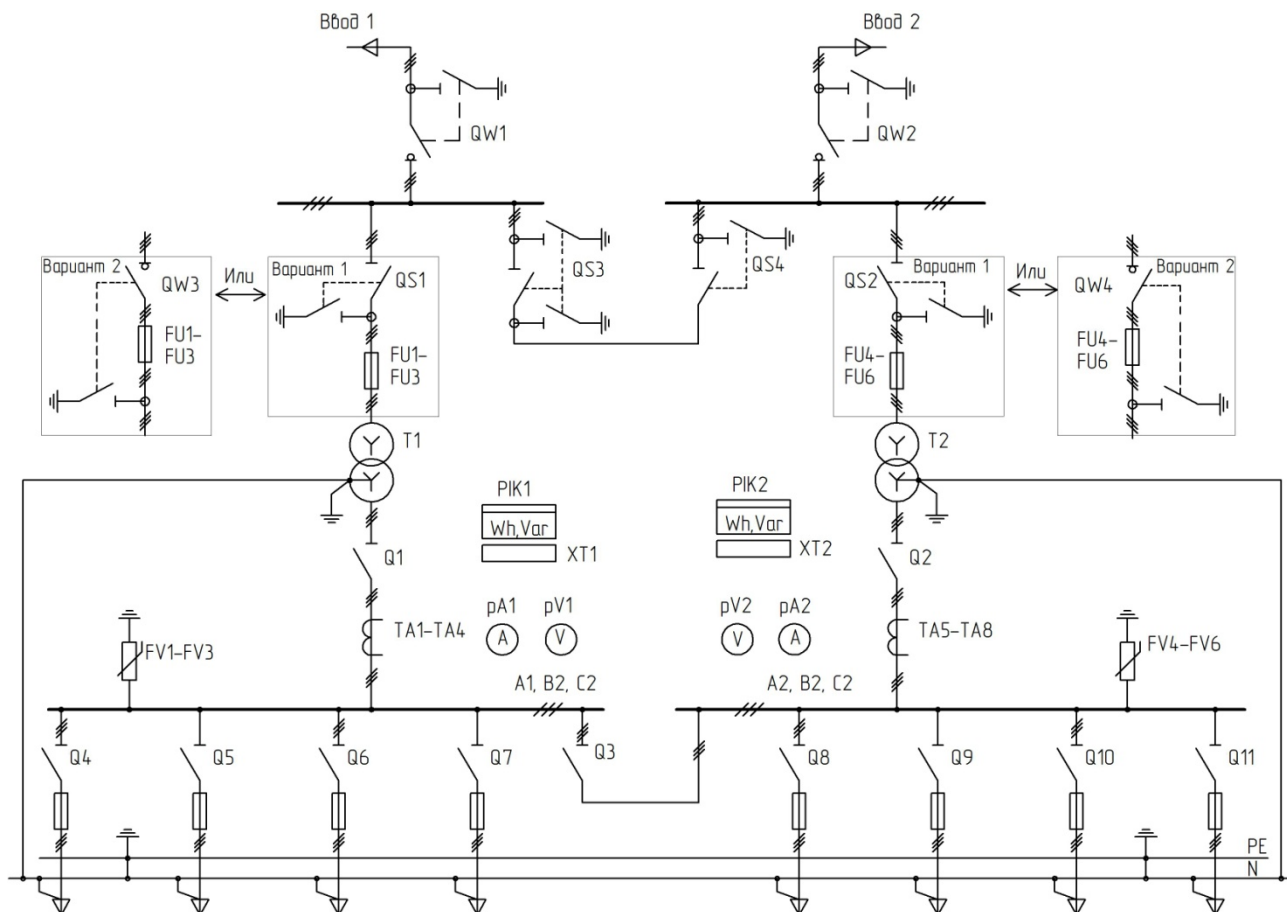 Ввод 1
Ввод 2
QW1
QW2
Вариант 2
QW3
FU1-
FU3
Или
Вариант 1
QS1
FU1-
FU3
QS3
QS4
QS2
Вариант 1
FU4-
FU6
Или
Вариант 2
QW4
FU4-
FU6
T1
T2
PIK1
Wh,Var
XT1
PIK2
Wh,Var
XT2
Q1
Q2
TA1-TA4
pA1
A
pV1
V
pV2
V
pA2
A
TA5-TA8
FV1-FV3
FV4-FV6
A1, B2, C2
A2, B2, C2
Q4
Q5
Q6
Q7
Q3
Q8
Q9
Q10
Q11
PE
N